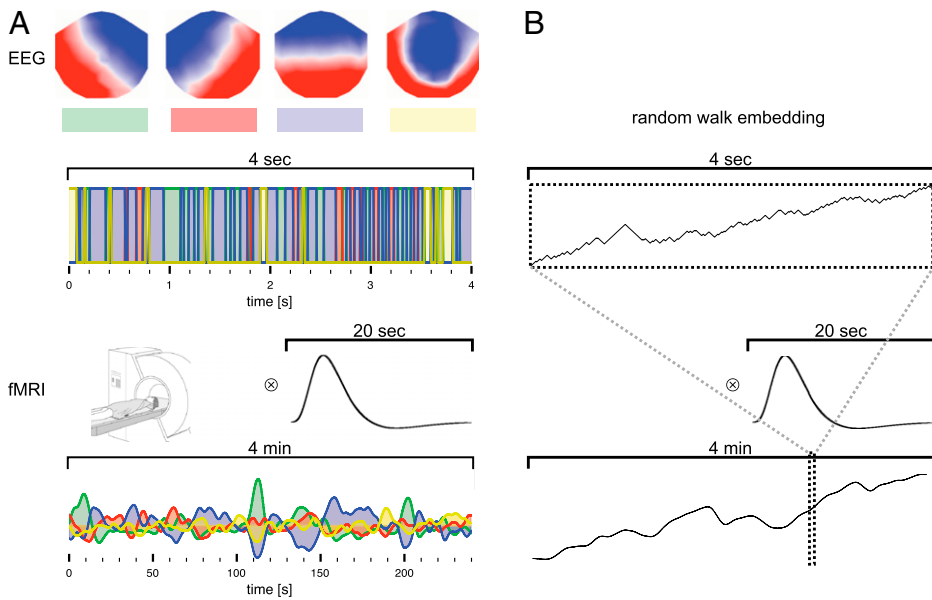 A
B
EEG
random walk embedding
4 sec
4 sec
0 1 2 3 4
time [s]
20 sec
20 sec
fMRI
⊗
⊗
4 min
4 min
0 50 100 150 200
time [s]